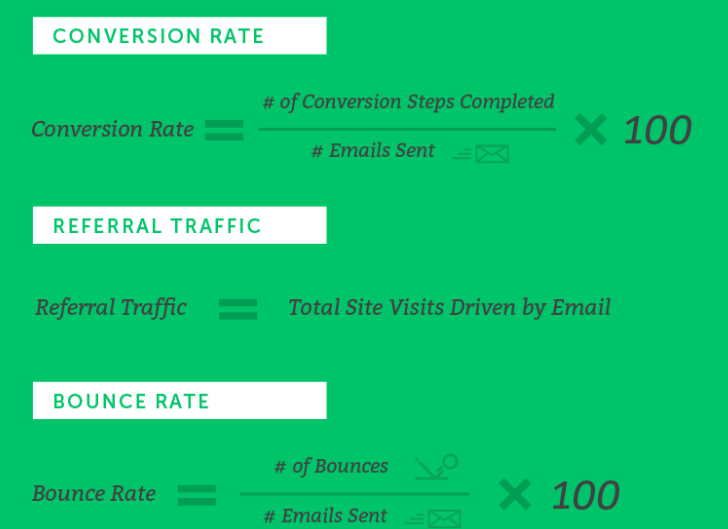 CONVERSION RATE
# of Conversion Steps Completed
Conversion Rate = × 100
# Emails Sent
REFERRAL TRAFFIC
Referral Traffic = Total Site Visits Driven by Email
BOUNCE RATE
# of Bounces
Bounce Rate = × 100
# Emails Sent